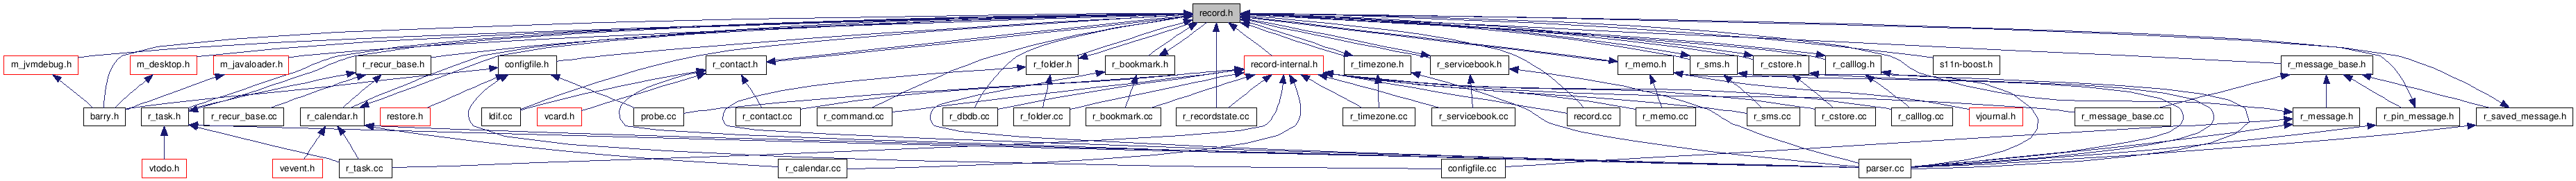 record.h
m_jvmdebug.h
m_desktop.h
m_javaloader.h
r_recur_base.h
configfile.h
r_contact.h
r_folder.h
r_bookmark.h
record-internal.h
r_timezone.h
r_servicebook.h
r_memo.h
r_sms.h
r_cstore.h
r_calllog.h
s11n-boost.h
r_message_base.h
barry.h
r_task.h
r_recur_base.cc
r_calendar.h
restore.h
ldif.cc
vcard.h
probe.cc
r_contact.cc
r_command.cc
r_dbdb.cc
r_folder.cc
r_bookmark.cc
r_recordstate.cc
r_timezone.cc
r_servicebook.cc
record.cc
r_memo.cc
r_sms.cc
r_cstore.cc
r_calllog.cc
vjournal.h
r_message_base.cc
r_message.h
r_pin_message.h
r_saved_message.h
vtodo.h
vevent.h
r_task.cc
r_calendar.cc
configfile.cc
parser.cc